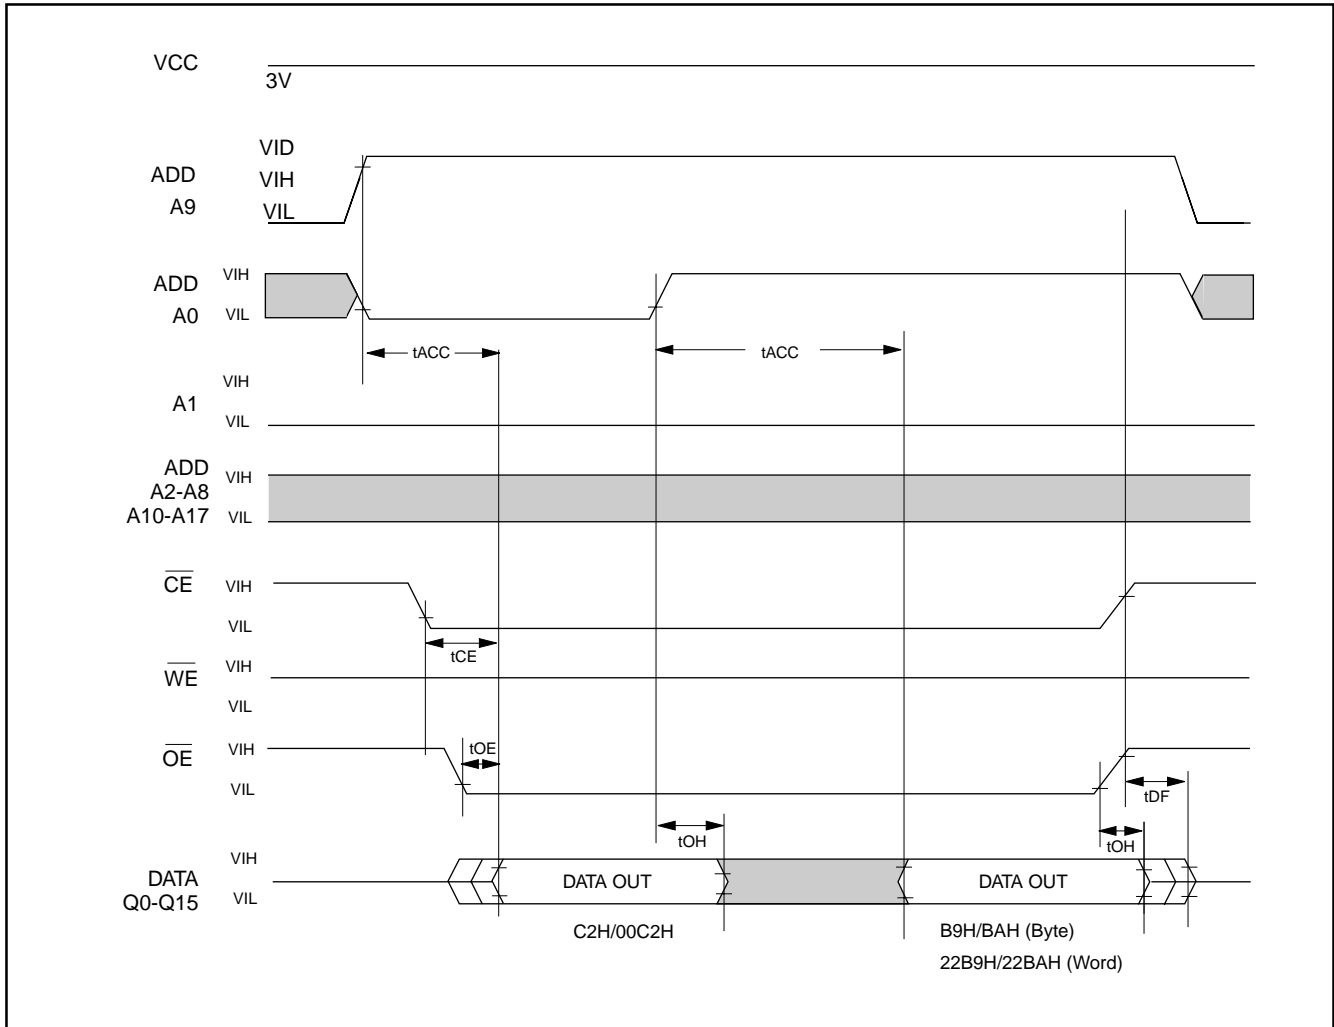 VCC
3V
VID
ADD
VIH
A9
VIL
ADD
VIH
A0
VIL
tACC
tACC
VIH
A1
VIL
ADD
VIH
A2-A8
A10-A17
VIL
CE
VIH
VIL
tCE
WE
VIH
VIL
OE
VIH
tOE
VIL
tDF
tOH
tOH
VIH
DATA
DATA OUT
DATA OUT
Q0-Q15
VIL
C2H/00C2H
B9H/BAH (Byte)
22B9H/22BAH (Word)